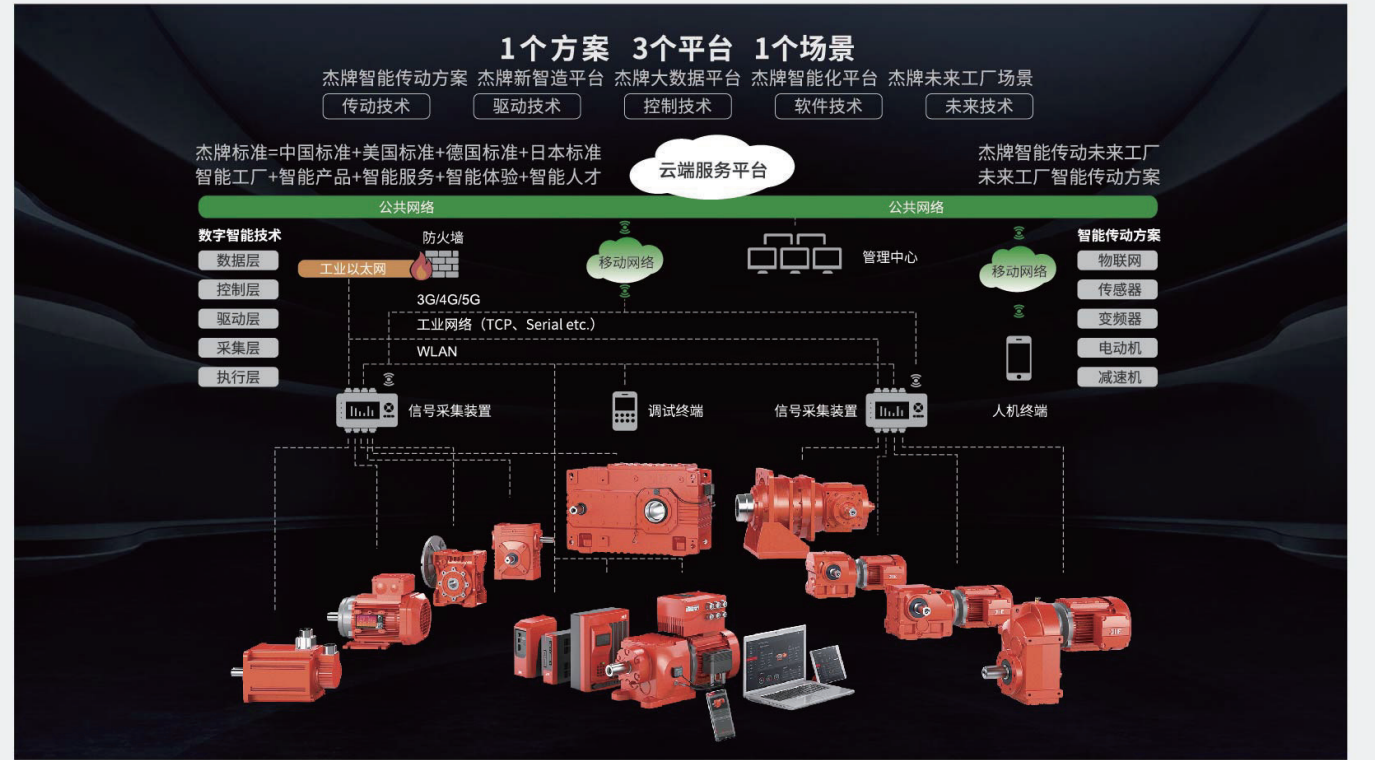 1个方案 3个平台 1个场景
杰牌智能传动方案 杰牌新智造平台 杰牌大数据平台 杰牌智能化平台 杰牌未来工厂场景
传动技术 驱动技术 控制技术 软件技术 未来技术
杰牌标准=中国标准+美国标准+德国标准+日本标准
智能工厂+智能产品+智能服务+智能体验+智能人才
云端服务平台
杰牌智能传动未来工厂
未来工厂智能传动方案
公共网络 公共网络
数字智能技术
数据层
控制层
驱动层
采集层
执行层
防火墙
工业以太网
移动网络
管理中心
移动网络
智能传动方案
物联网
传感器
变频器
电动机
减速机
3G/4G/5G
工业网络（TCP、Serial etc.）
WLAN
信号采集装置
调试终端
信号采集装置
人机终端